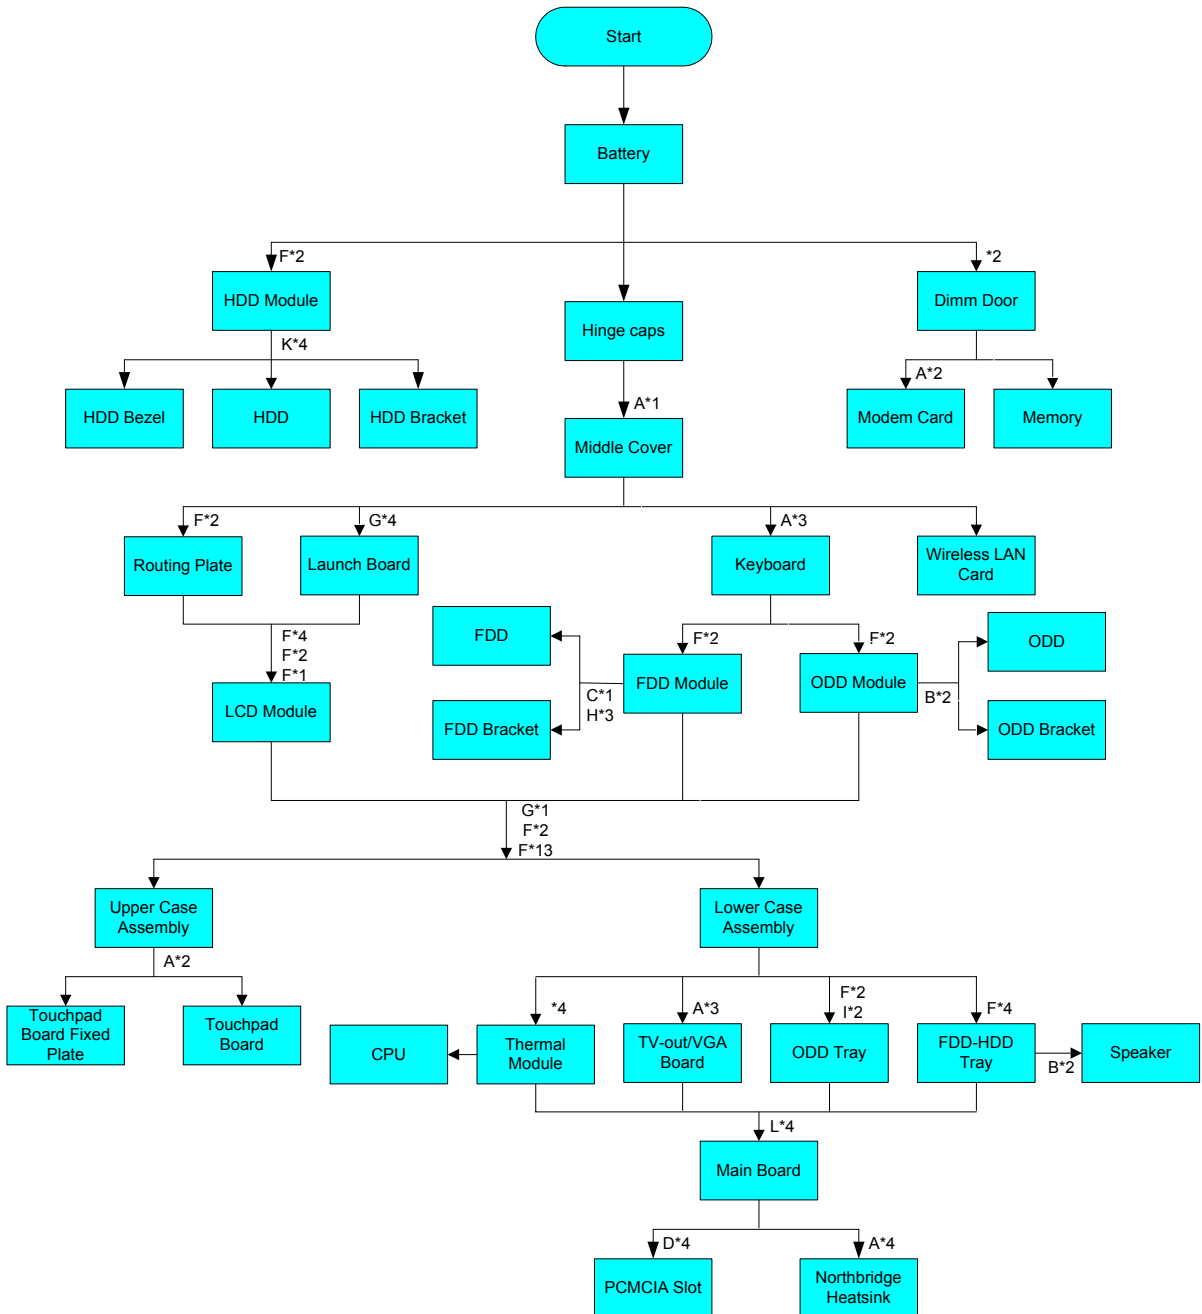 Start
Battery
F*2
*2
HDD Module
Hinge caps
Dimm Door
K*4
A*2
A*1
HDD Bezel
HDD
HDD Bracket
Modem Card
Memory
Middle Cover
F*2
G*4
A*3
Routing Plate
Launch Board
Keyboard
Wireless LAN
Card
F*4
F*2
F*1
FDD
F*2
F*2
ODD
LCD Module
FDD Module
ODD Module
C*1
H*3
B*2
FDD Bracket
ODD Bracket
G*1
F*2
F*13
Upper Case
Assembly
Lower Case
Assembly
A*2
*4
A*3
F*2
I*2
F*4
Touchpad
Board Fixed
Plate
Touchpad
Board
CPU
Thermal
Module
TV-out/VGA
Board
ODD Tray
FDD-HDD
Tray
B*2
Speaker
L*4
Main Board
D*4
A*4
PCMCIA Slot
Northbridge
Heatsink